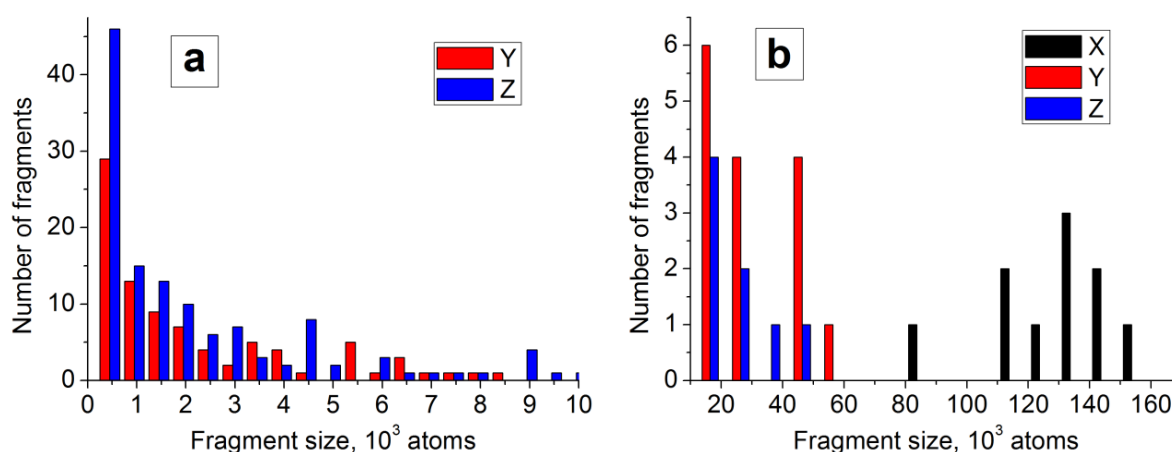 a
Y
Z
Number of fragments
40
30
20
10
0
0 1 2 3 4 5 6 7 8 9 10
Fragment size, 10³ atoms
b
X
Y
Z
Number of fragments
6
5
4
3
2
1
0
20 40 60 80 100 120 140 160
Fragment size, 10³ atoms